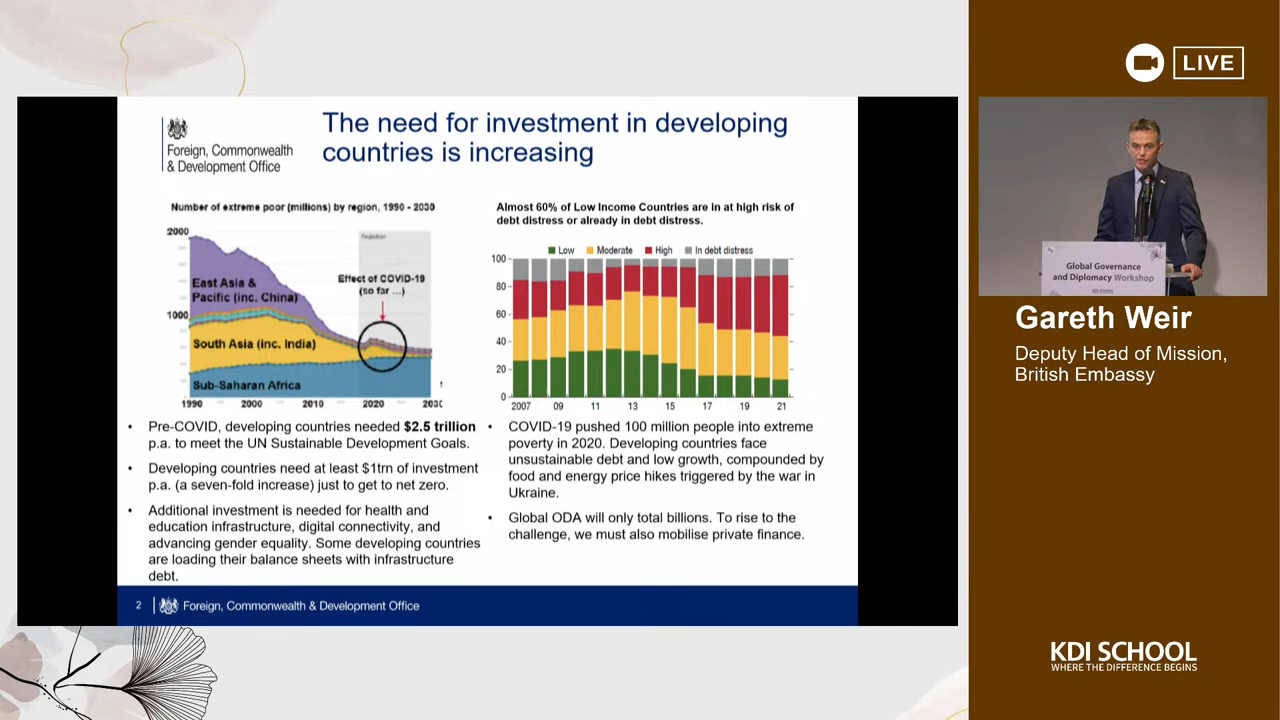 LIVE
Foreign, Commonwealth
& Development Office
The need for investment in developing
countries is increasing
Number of extreme poor (millions) by region, 1990 - 2030
2000
Projection
Effect of COVID-19
(so far ...)
East Asia &
Pacific (inc. China)
1000
South Asia (inc. India)
Sub-Saharan Africa
1990 2000 2010 2020
Almost 60% of Low Income Countries are in at high risk of
debt distress or already in debt distress.
Low Moderate High In debt distress
100
80
60
40
20
0
2007 09 11 13 15 17 19 21
• Pre-COVID, developing countries needed $2.5 trillion
p.a. to meet the UN Sustainable Development Goals.
• Developing countries need at least $1trn of investment
p.a. (a seven-fold increase) just to get to net zero.
• Additional investment is needed for health and
education infrastructure, digital connectivity, and
advancing gender equality. Some developing countries
are loading their balance sheets with infrastructure
debt.
• COVID-19 pushed 100 million people into extreme
poverty in 2020. Developing countries face
unsustainable debt and low growth, compounded by
food and energy price hikes triggered by the war in
Ukraine.
• Global ODA will only total billions. To rise to the
challenge, we must also mobilise private finance.
2 Foreign, Commonwealth & Development Office
Global Governance
and Diplomacy Workshop
KDI SCHOOL
Gareth Weir
Deputy Head of Mission,
British Embassy
KDI SCHOOL
WHERE THE DIFFERENCE BEGINS